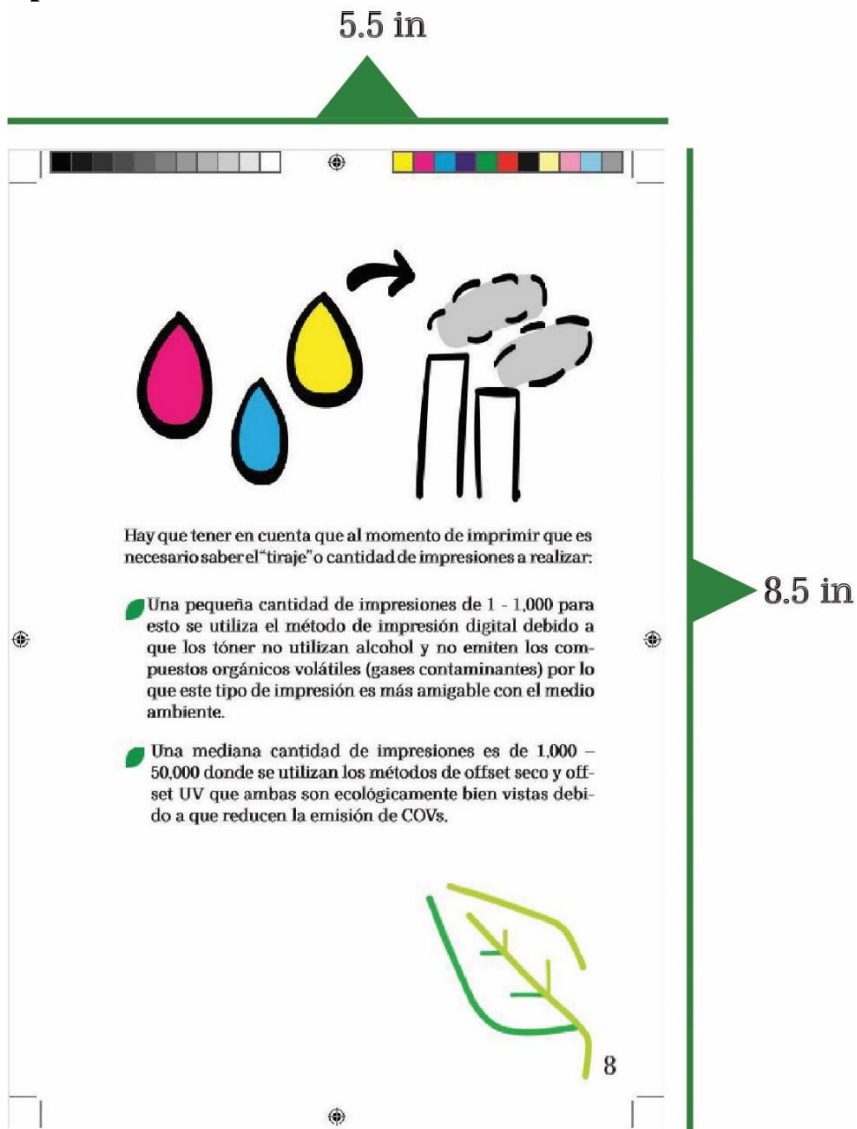 5.5 in
Hay que tener en cuenta que al momento de imprimir que es
necesario saber el “tiraje” o cantidad de impresiones a realizar:
Una pequeña cantidad de impresiones de 1 - 1,000 para
esto se utiliza el método de impresión digital debido a
que los tóner no utilizan alcohol y no emiten los com-
puestos orgánicos volátiles (gases contaminantes) por lo
que este tipo de impresión es más amigable con el medio
ambiente.
Una mediana cantidad de impresiones es de 1,000 –
50,000 donde se utilizan los métodos de offset seco y off-
set UV que ambas son ecológicamente bien vistas debi-
do a que reducen la emisión de COVs.
8.5 in
8